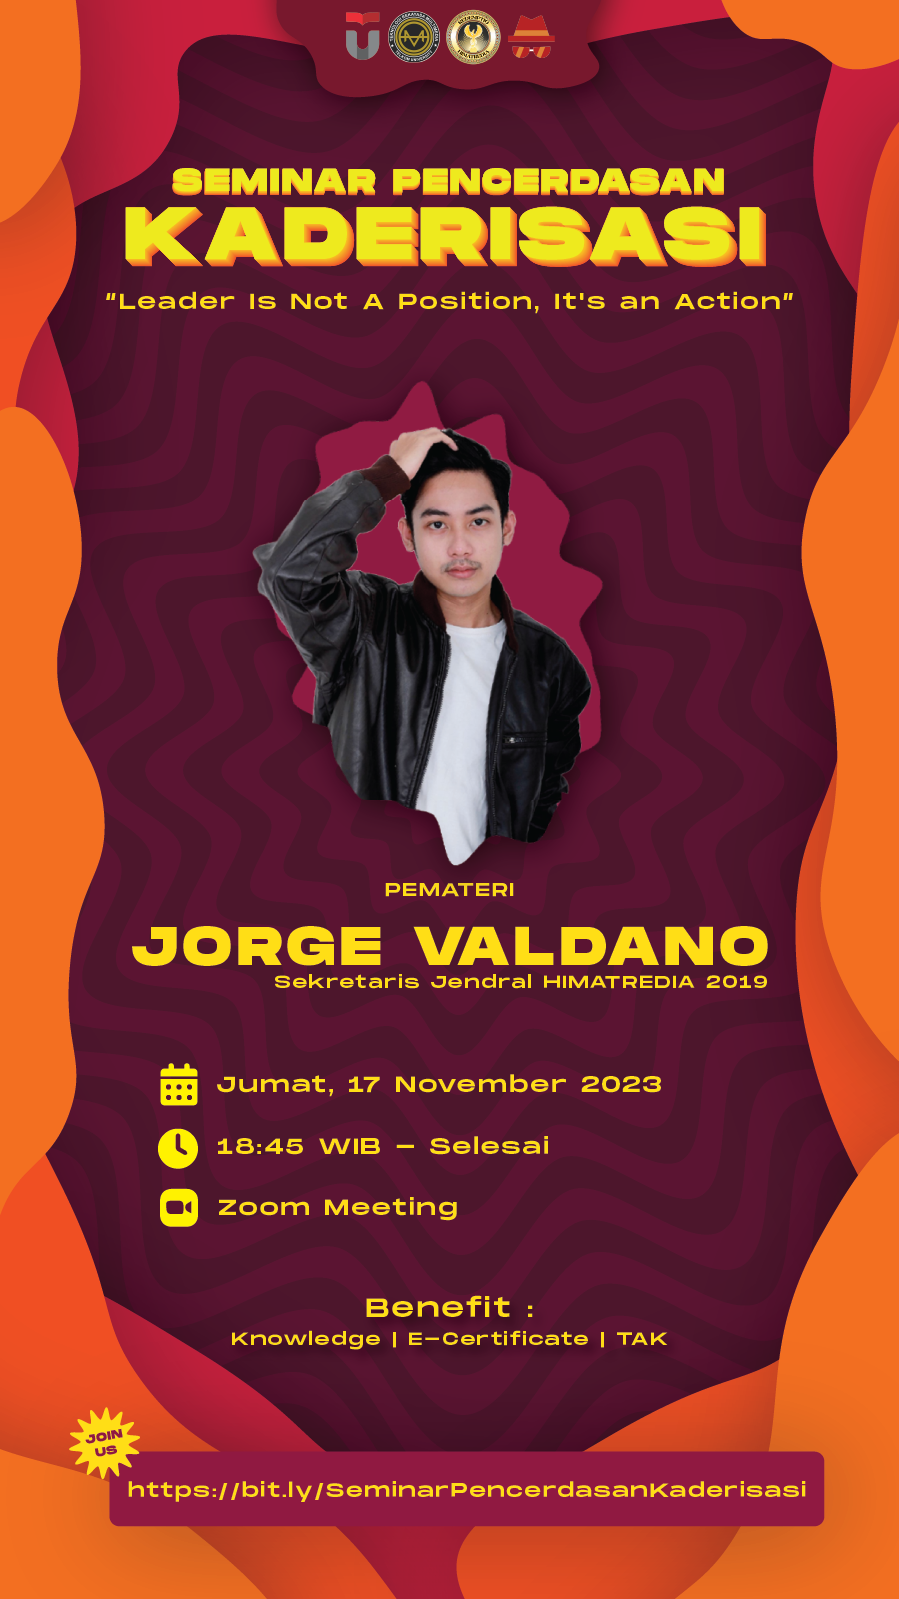 SEMINAR PENCERDASAN
KADERISASI
"Leader Is Not A Position, It's an Action"
PEMATERI
JORGE VALDANO
Sekretaris Jendral HIMATREDIA 2019
Jumat, 17 November 2023
18:45 WIB - Selesai
Zoom Meeting
Benefit :
Knowledge | E-Certificate | TAK
JOIN
US
https://bit.ly/SeminarPencerdasanKaderisasi